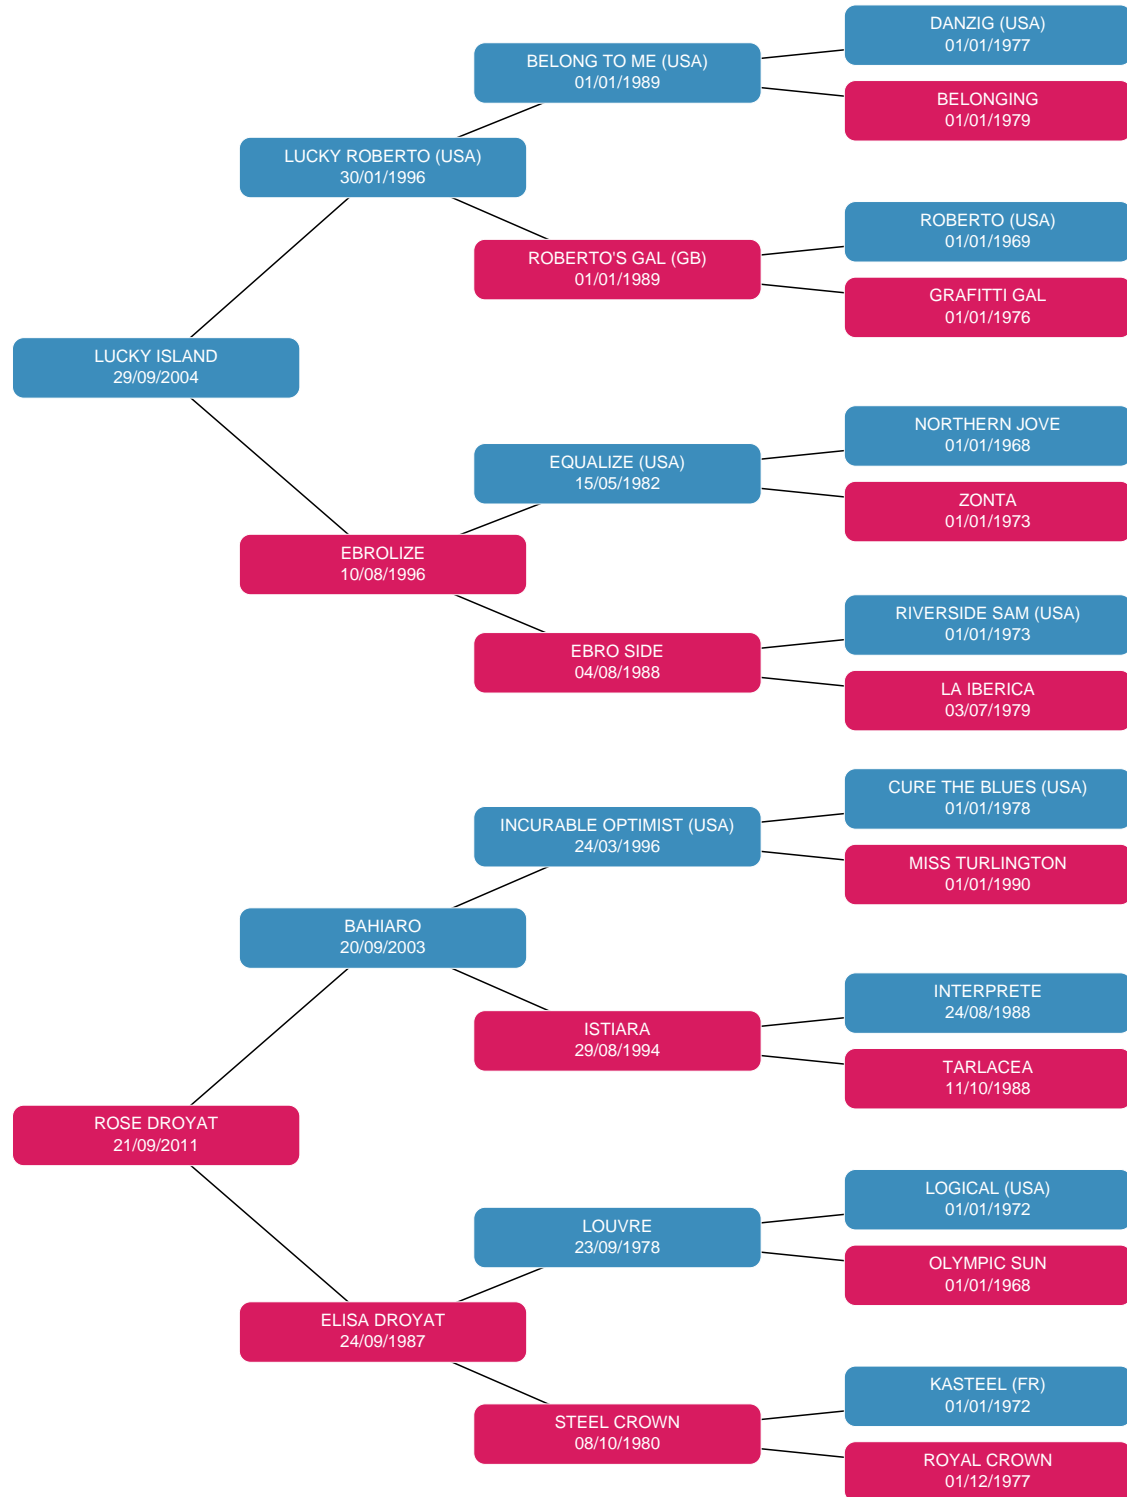 DANZIG (USA)
01/01/1977
BELONG TO ME (USA)
01/01/1989
BELONGING
01/01/1979
LUCKY ROBERTO (USA)
30/01/1996
ROBERTO (USA)
01/01/1969
ROBERTO'S GAL (GB)
01/01/1989
GRAFITTI GAL
01/01/1976
LUCKY ISLAND
29/09/2004
NORTHERN JOVE
01/01/1968
EQUALIZE (USA)
15/05/1982
ZONTA
01/01/1973
EBROLIZE
10/08/1996
RIVERSIDE SAM (USA)
01/01/1973
EBRO SIDE
04/08/1988
LA IBERICA
03/07/1979
CURE THE BLUES (USA)
01/01/1978
INCURABLE OPTIMIST (USA)
24/03/1996
MISS TURLINGTON
01/01/1990
BAHIARO
20/09/2003
INTERPRETE
24/08/1988
ISTIARA
29/08/1994
TARLACEA
11/10/1988
ROSE DROYAT
21/09/2011
LOGICAL (USA)
01/01/1972
LOUVRE
23/09/1978
OLYMPIC SUN
01/01/1968
ELISA DROYAT
24/09/1987
KASTEEL (FR)
01/01/1972
STEEL CROWN
08/10/1980
ROYAL CROWN
01/12/1977